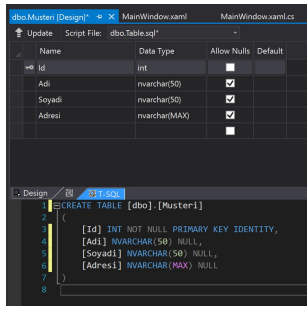 dbo.Musteri [Design]* MainWindow.xaml MainWindow.xaml.cs
Update Script File: dbo.Table.sql*
Name Data Type Allow Nulls Default
Id int
Adi nvarchar(50)
Soyadi nvarchar(50)
Adresi nvarchar(MAX)
Design T-SQL
1 CREATE TABLE [dbo].[Musteri]
2 (
3 [Id] INT NOT NULL PRIMARY KEY IDENTITY,
4 [Adi] NVARCHAR(50) NULL,
5 [Soyadi] NVARCHAR(50) NULL,
6 [Adresi] NVARCHAR(MAX) NULL
7 )
8